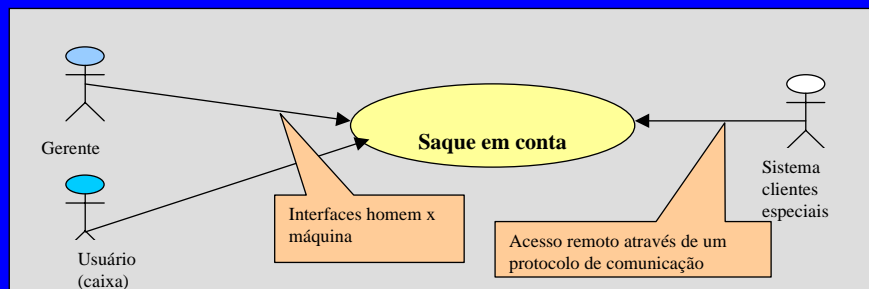 Gerente
Saque em conta
Sistema
clientes
especiais
Interfaces homem x
máquina
Acesso remoto através de um
protocolo de comunicação
Usuário
(caixa)